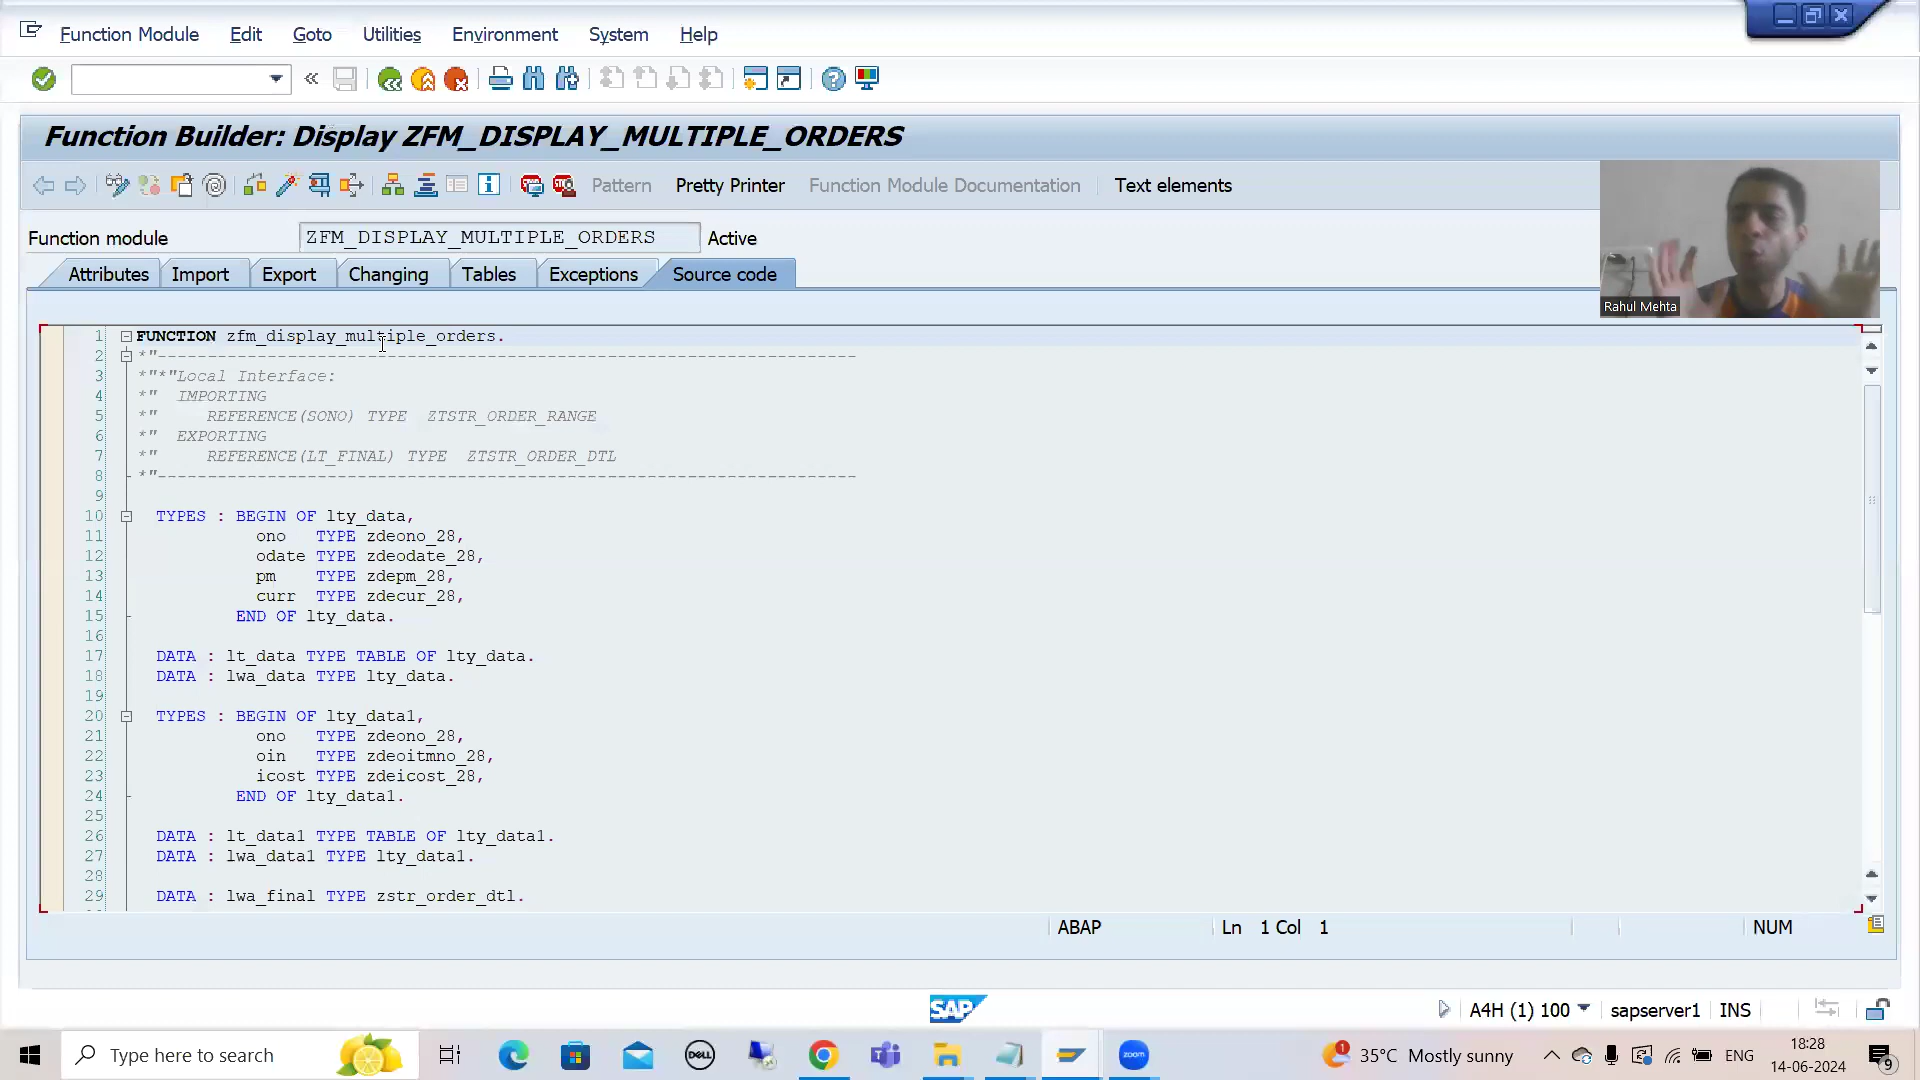 Function Module Edit Goto Utilities Environment System Help
Function Builder: Display ZFM_DISPLAY_MULTIPLE_ORDERS
Pattern Pretty Printer Function Module Documentation Text elements
Function module ZFM_DISPLAY_MULTIPLE_ORDERS Active
Attributes Import Export Changing Tables Exceptions Source code
Rahul Mehta
1 FUNCTION zfm_display_multiple_orders.
2 *"----------------------------------------------------------------------
3 *"*"Local Interface:
4 *"  IMPORTING
5 *"     REFERENCE(SONO) TYPE  ZTSTR_ORDER_RANGE
6 *"  EXPORTING
7 *"     REFERENCE(LT_FINAL) TYPE  ZTSTR_ORDER_DTL
8 *"----------------------------------------------------------------------
9
10 TYPES : BEGIN OF lty_data,
11 ono   TYPE zdeono_28,
12 odate TYPE zdeodate_28,
13 pm    TYPE zdepm_28,
14 curr  TYPE zdecur_28,
15 END OF lty_data.
16
17 DATA : lt_data TYPE TABLE OF lty_data.
18 DATA : lwa_data TYPE lty_data.
19
20 TYPES : BEGIN OF lty_data1,
21 ono   TYPE zdeono_28,
22 oin   TYPE zdeoitmno_28,
23 icost TYPE zdeicost_28,
24 END OF lty_data1.
25
26 DATA : lt_data1 TYPE TABLE OF lty_data1.
27 DATA : lwa_data1 TYPE lty_data1.
28
29 DATA : lwa_final TYPE zstr_order_dtl.
ABAP Ln 1 Col 1 NUM
SAP A4H (1) 100 sapserver1 INS
Type here to search DELL zoom 1 35°C Mostly sunny ENG 18:28
14-06-2024 9